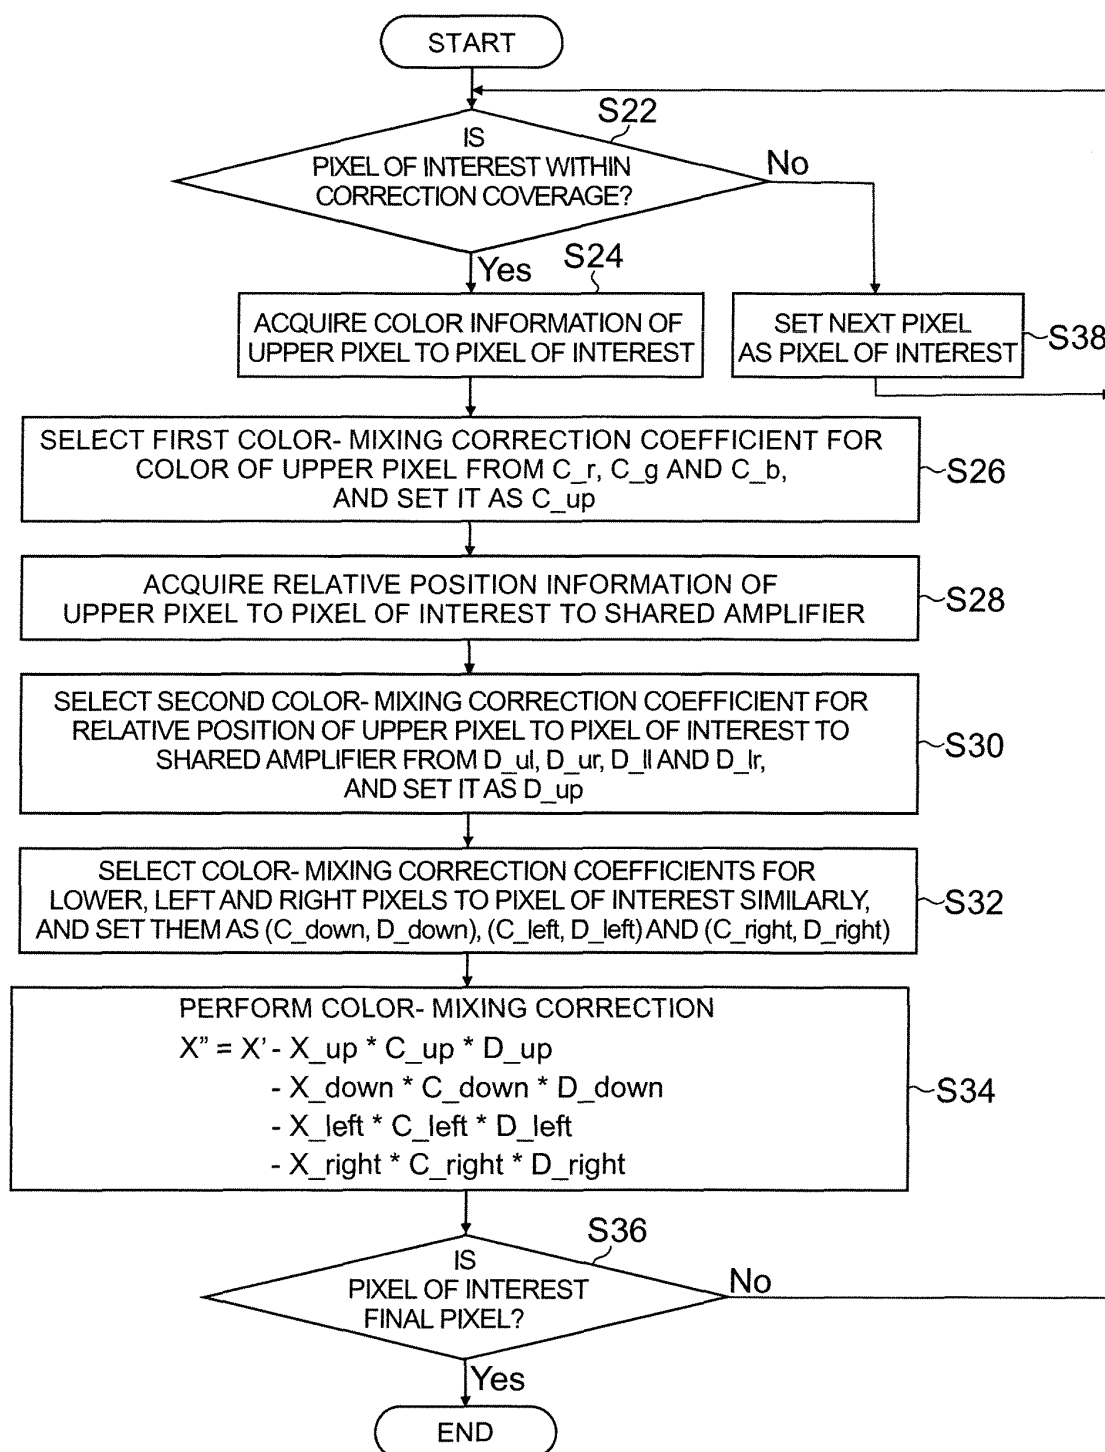 START
S22
IS
PIXEL OF INTEREST WITHIN
CORRECTION COVERAGE?
No
Yes
S24
ACQUIRE COLOR INFORMATION OF
UPPER PIXEL TO PIXEL OF INTEREST
SET NEXT PIXEL
AS PIXEL OF INTEREST
S38
SELECT FIRST COLOR- MIXING CORRECTION COEFFICIENT FOR
COLOR OF UPPER PIXEL FROM C_r, C_g AND C_b,
AND SET IT AS C_up
S26
ACQUIRE RELATIVE POSITION INFORMATION OF
UPPER PIXEL TO PIXEL OF INTEREST TO SHARED AMPLIFIER
S28
SELECT SECOND COLOR- MIXING CORRECTION COEFFICIENT FOR
RELATIVE POSITION OF UPPER PIXEL TO PIXEL OF INTEREST TO
SHARED AMPLIFIER FROM D_ul, D_ur, D_ll AND D_lr,
AND SET IT AS D_up
S30
SELECT COLOR- MIXING CORRECTION COEFFICIENTS FOR
LOWER, LEFT AND RIGHT PIXELS TO PIXEL OF INTEREST SIMILARLY,
AND SET THEM AS (C_down, D_down), (C_left, D_left) AND (C_right, D_right)
S32
PERFORM COLOR- MIXING CORRECTION
X" = X' - X_up * C_up * D_up
- X_down * C_down * D_down
- X_left * C_left * D_left
- X_right * C_right * D_right
S34
S36
IS
PIXEL OF INTEREST
FINAL PIXEL?
No
Yes
END